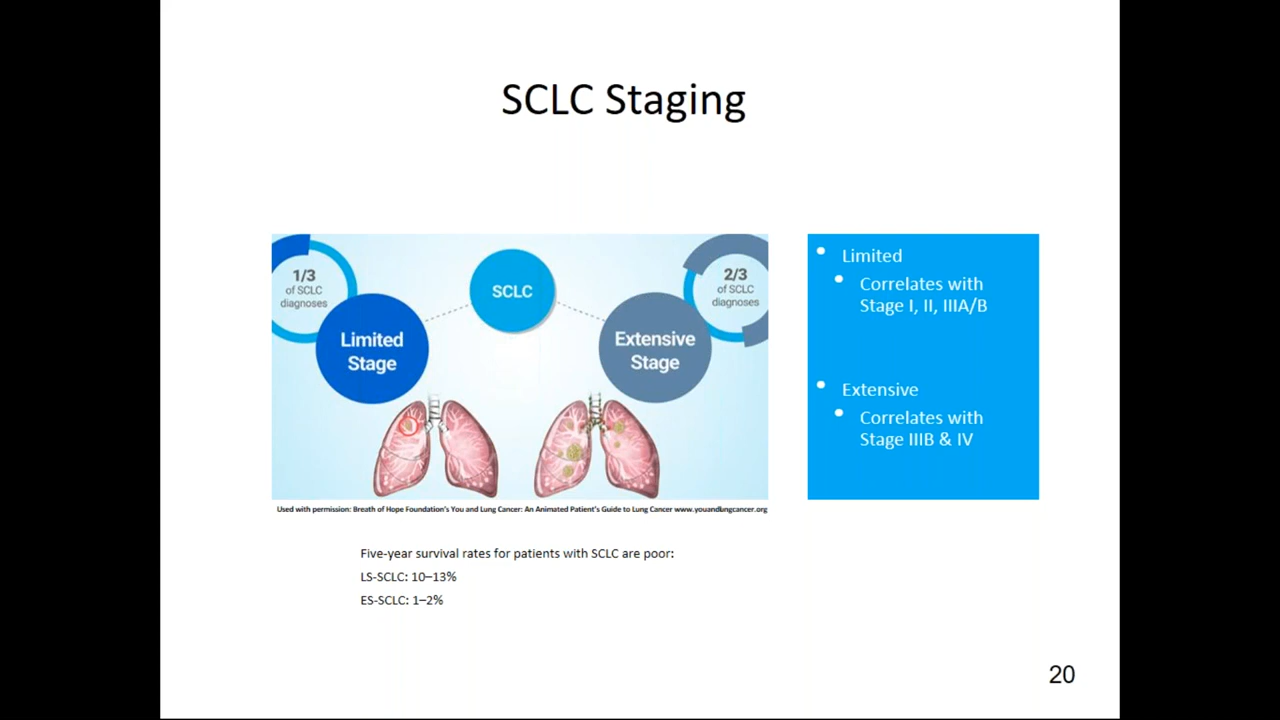 SCLC Staging
1/3
of SCLC
diagnoses
Limited
Stage
SCLC
Extensive
Stage
2/3
of SCLC
diagnoses
• Limited
• Correlates with
Stage I, II, IIIA/B
• Extensive
• Correlates with
Stage IIIB & IV
Used with permission: Breath of Hope Foundation's You and Lung Cancer: An Animated Patient's Guide to Lung Cancer www.youandlungcancer.org
Five-year survival rates for patients with SCLC are poor:
LS-SCLC: 10–13%
ES-SCLC: 1–2%
20